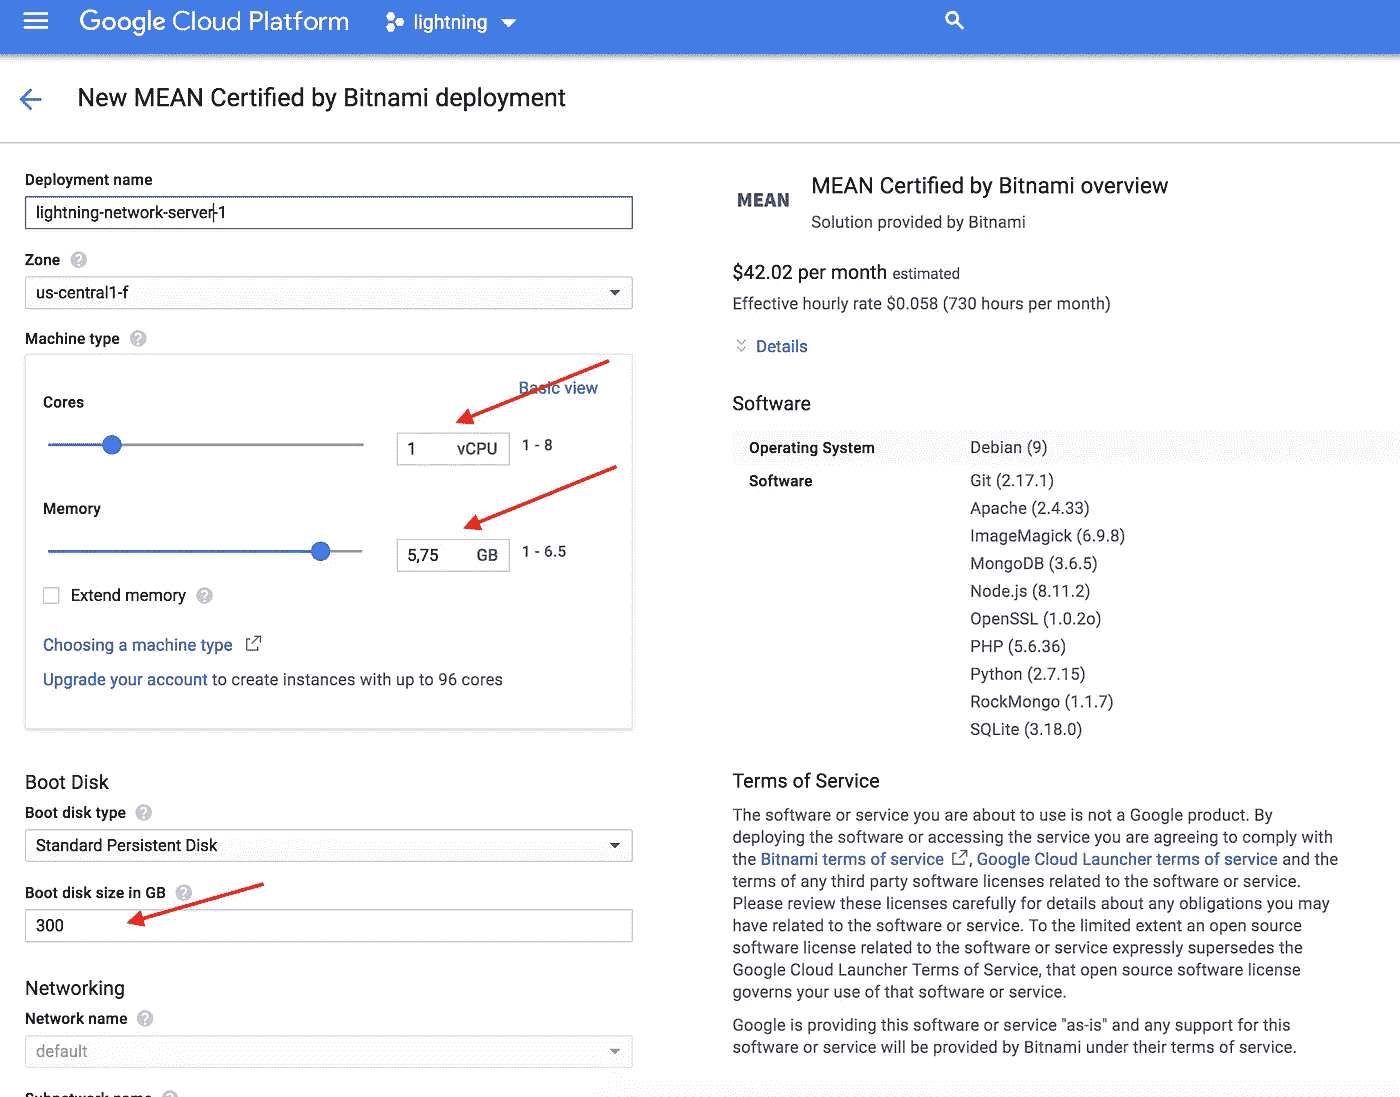 Google Cloud Platform
lightning
New MEAN Certified by Bitnami deployment
Deployment name
lightning-network-server-1
Zone
us-central1-f
Machine type
Basic view
Cores
1 vCPU
1 - 8
Memory
5,75 GB
1 - 6.5
Extend memory
Choosing a machine type
Upgrade your account to create instances with up to 96 cores
Boot Disk
Boot disk type
Standard Persistent Disk
Boot disk size in GB
300
Networking
Network name
default
Subnetwork name
MEAN
MEAN Certified by Bitnami overview
Solution provided by Bitnami
$42.02 per month estimated
Effective hourly rate $0.058 (730 hours per month)
Details
Software
Operating System
Debian (9)
Software
Git (2.17.1)
Apache (2.4.33)
ImageMagick (6.9.8)
MongoDB (3.6.5)
Node.js (8.11.2)
OpenSSL (1.0.2o)
PHP (5.6.36)
Python (2.7.15)
RockMongo (1.1.7)
SQLite (3.18.0)
Terms of Service
The software or service you are about to use is not a Google product. By
deploying the software or accessing the service you are agreeing to comply with
the Bitnami terms of service , Google Cloud Launcher terms of service and the
terms of any third party software licenses related to the software or service.
Please review these licenses carefully for details about any obligations you may
have related to the software or service. To the limited extent an open source
software license related to the software or service expressly supersedes the
Google Cloud Launcher Terms of Service, that open source software license
governs your use of that software or service.
Google is providing this software or service "as-is" and any support for this
software or service will be provided by Bitnami under their terms of service.